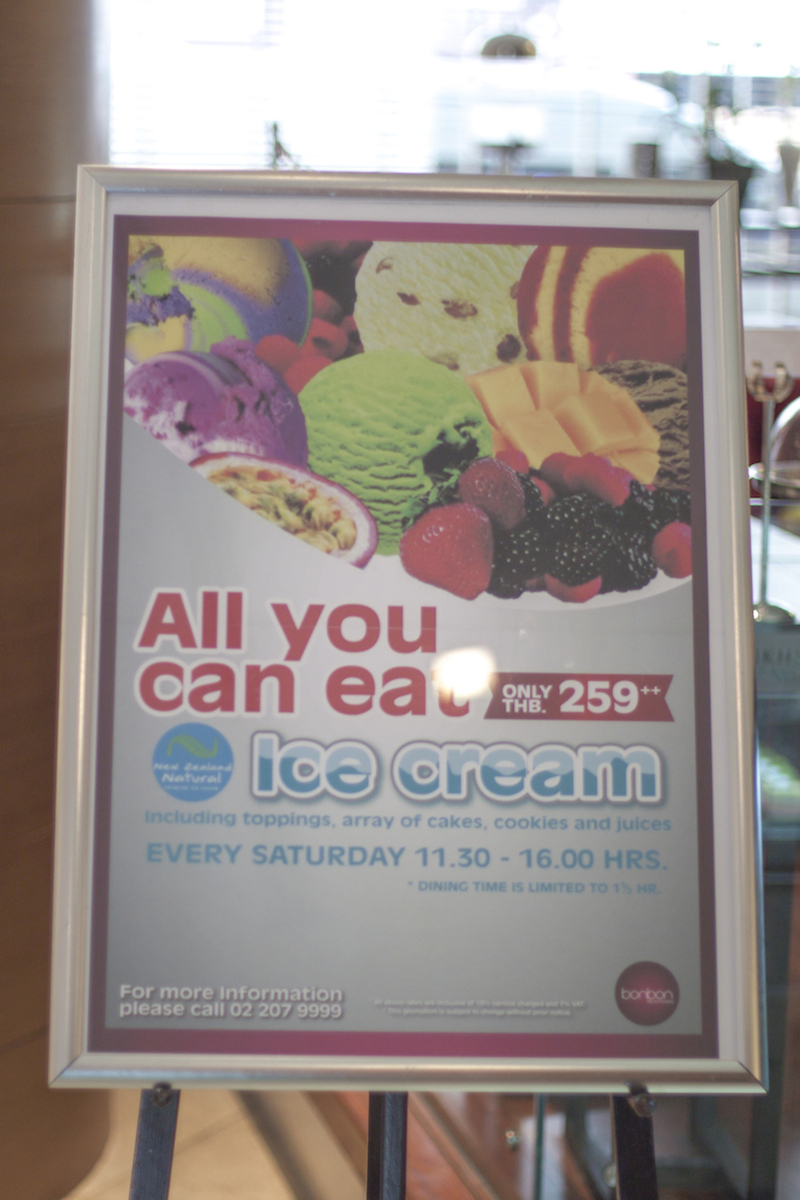 All you
can eat
ONLY
THB. 259++
New Zealand
Natural
Ice cream
Including toppings, array of cakes, cookies and juices
EVERY SATURDAY 11.30 - 16.00 HRS.
* DINING TIME IS LIMITED TO 1½ HR.
For more information
please call 02 207 9999
bonbon